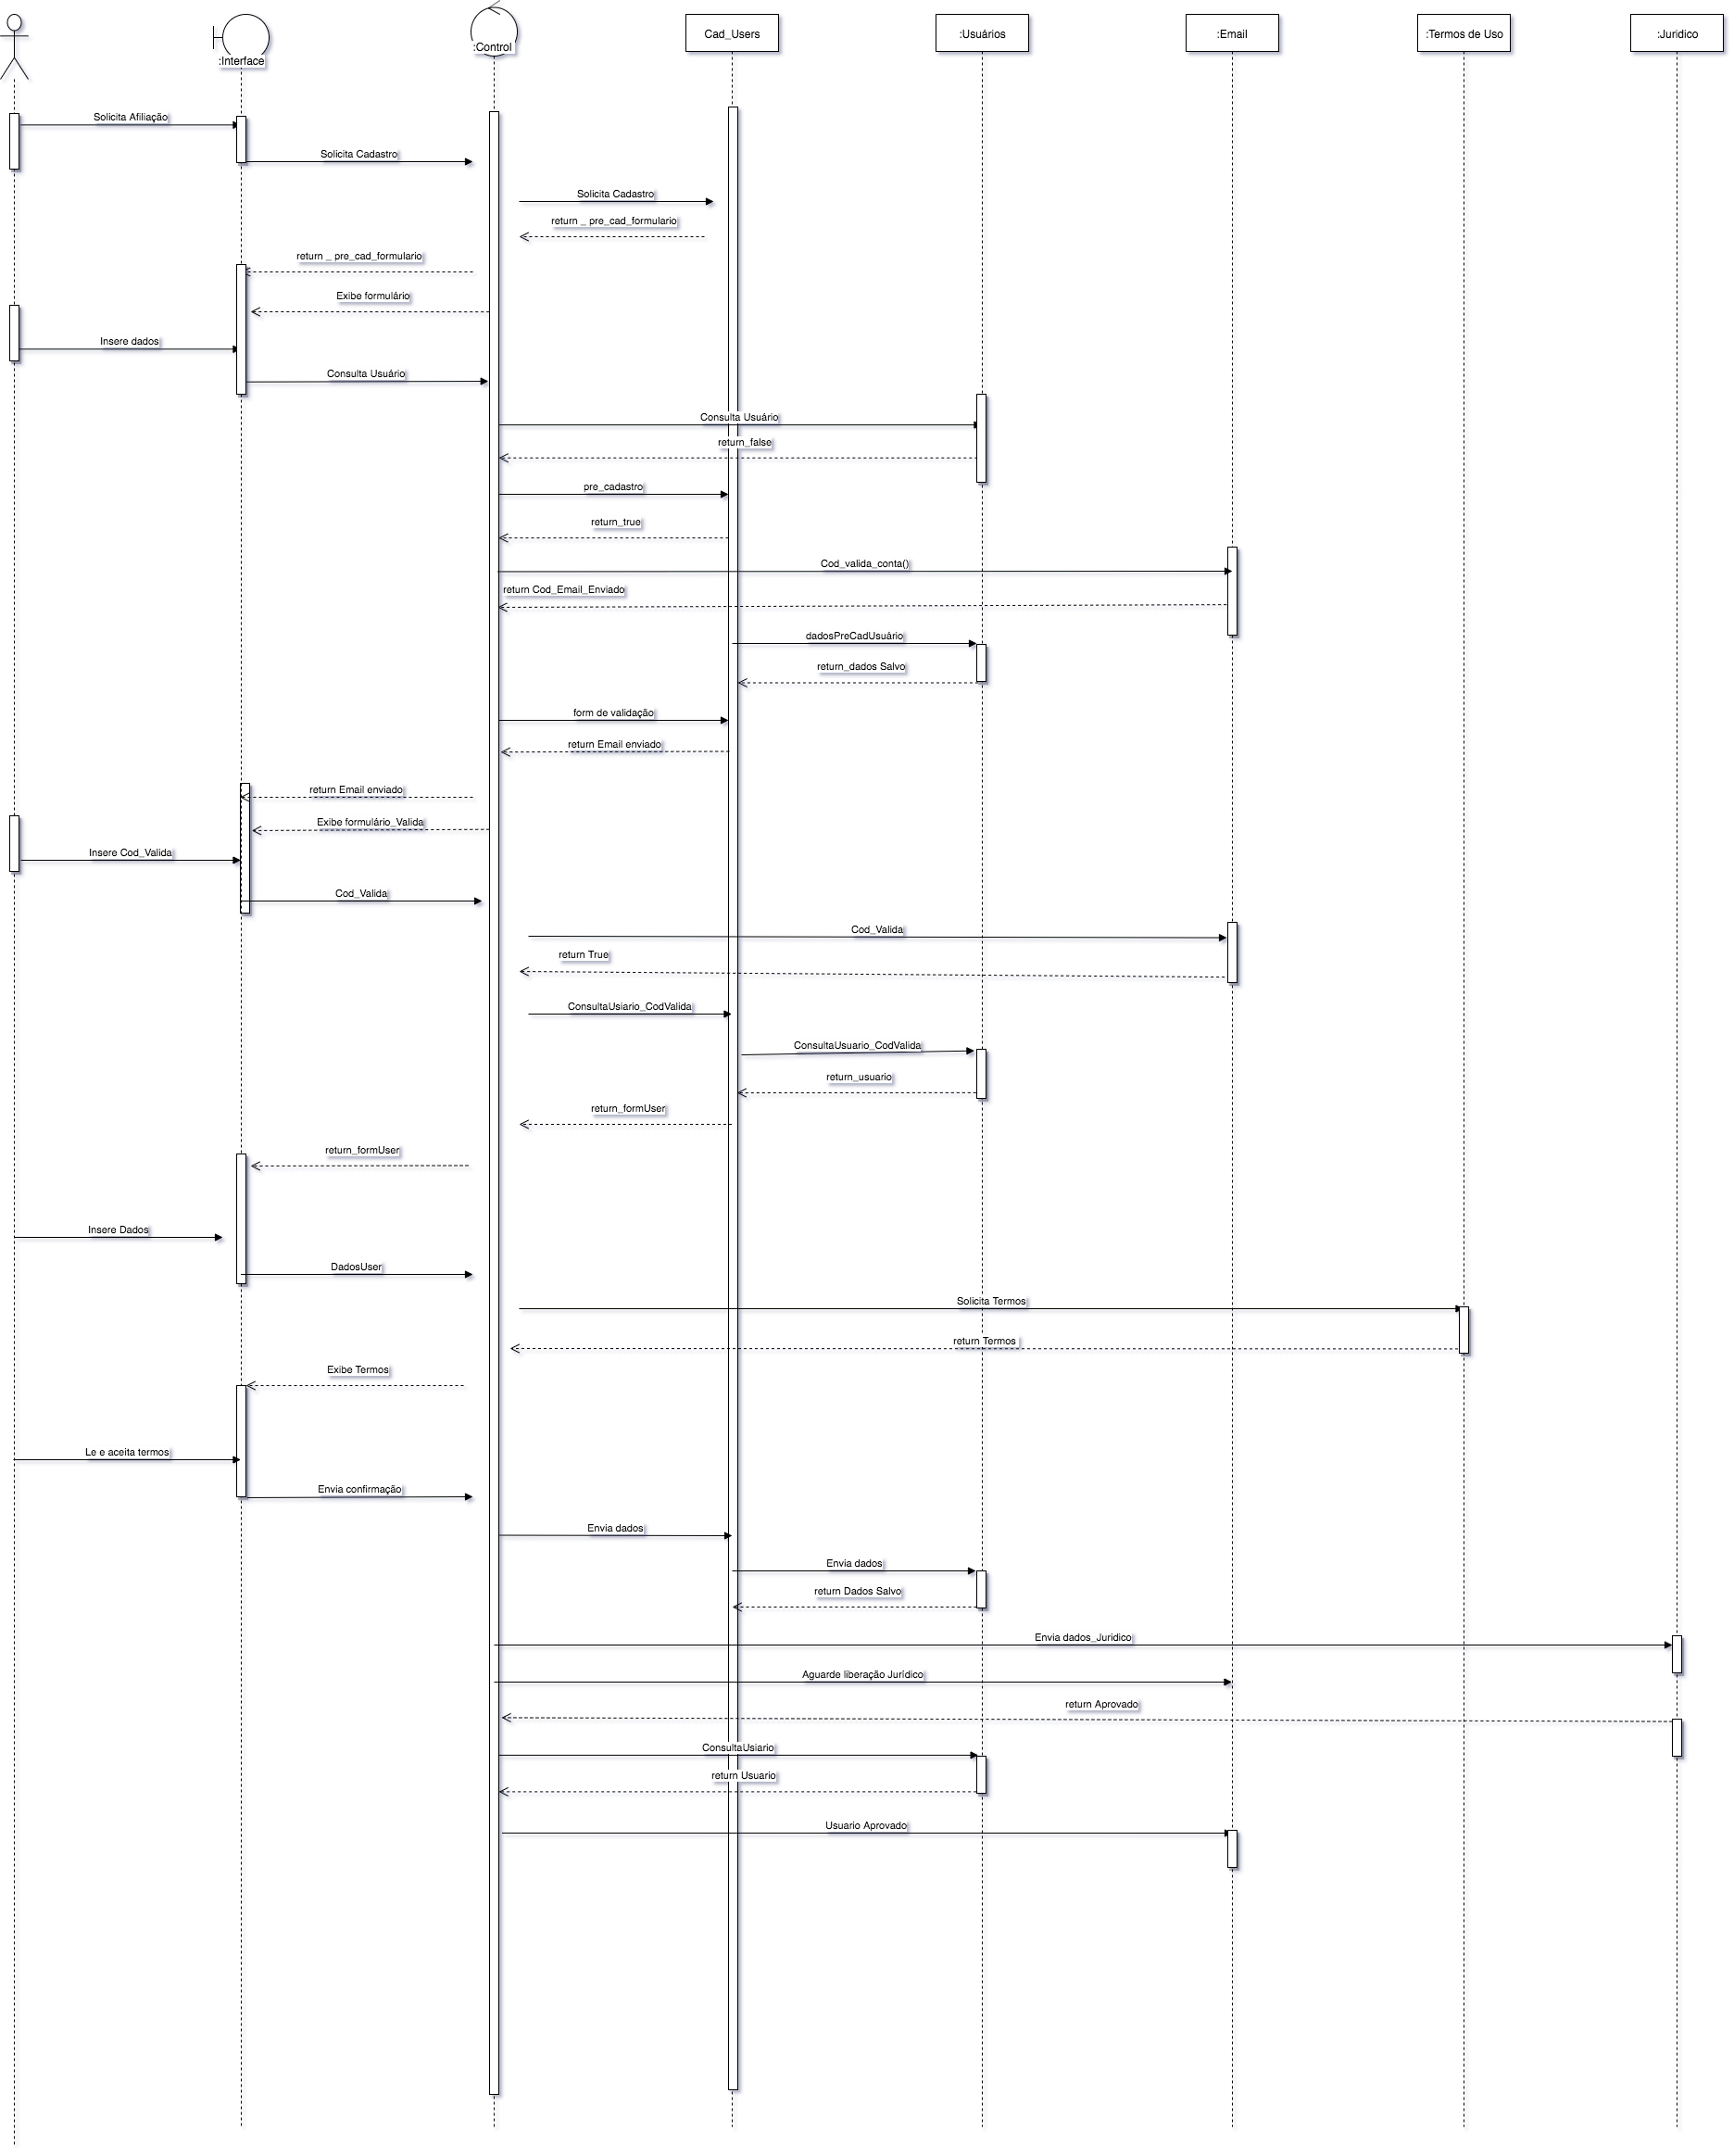 :Interface
:Control
Cad_Users
:Usuários
:Email
:Termos de Uso
:Juridico
Solicita Afiliação
Solicita Cadastro
Solicita Cadastro
return _ pre_cad_formulario
return _ pre_cad_formulario
Exibe formulário
Insere dados
Consulta Usuário
Consulta Usuário
return_false
pre_cadastro
return_true
Cod_valida_conta()
return Cod_Email_Enviado
dadosPreCadUsuário
return_dados Salvo
form de validação
return Email enviado
return Email enviado
Exibe formulário_Valida
Insere Cod_Valida
Cod_Valida
Cod_Valida
return True
ConsultaUsiario_CodValida
ConsultaUsuario_CodValida
return_usuario
return_formUser
return_formUser
Insere Dados
DadosUser
Solicita Termos
return Termos
Exibe Termos
Le e aceita termos
Envia confirmação
Envia dados
Envia dados
return Dados Salvo
Envia dados_Juridico
Aguarde liberação Jurídico
return Aprovado
ConsultaUsiario
return Usuario
Usuario Aprovado